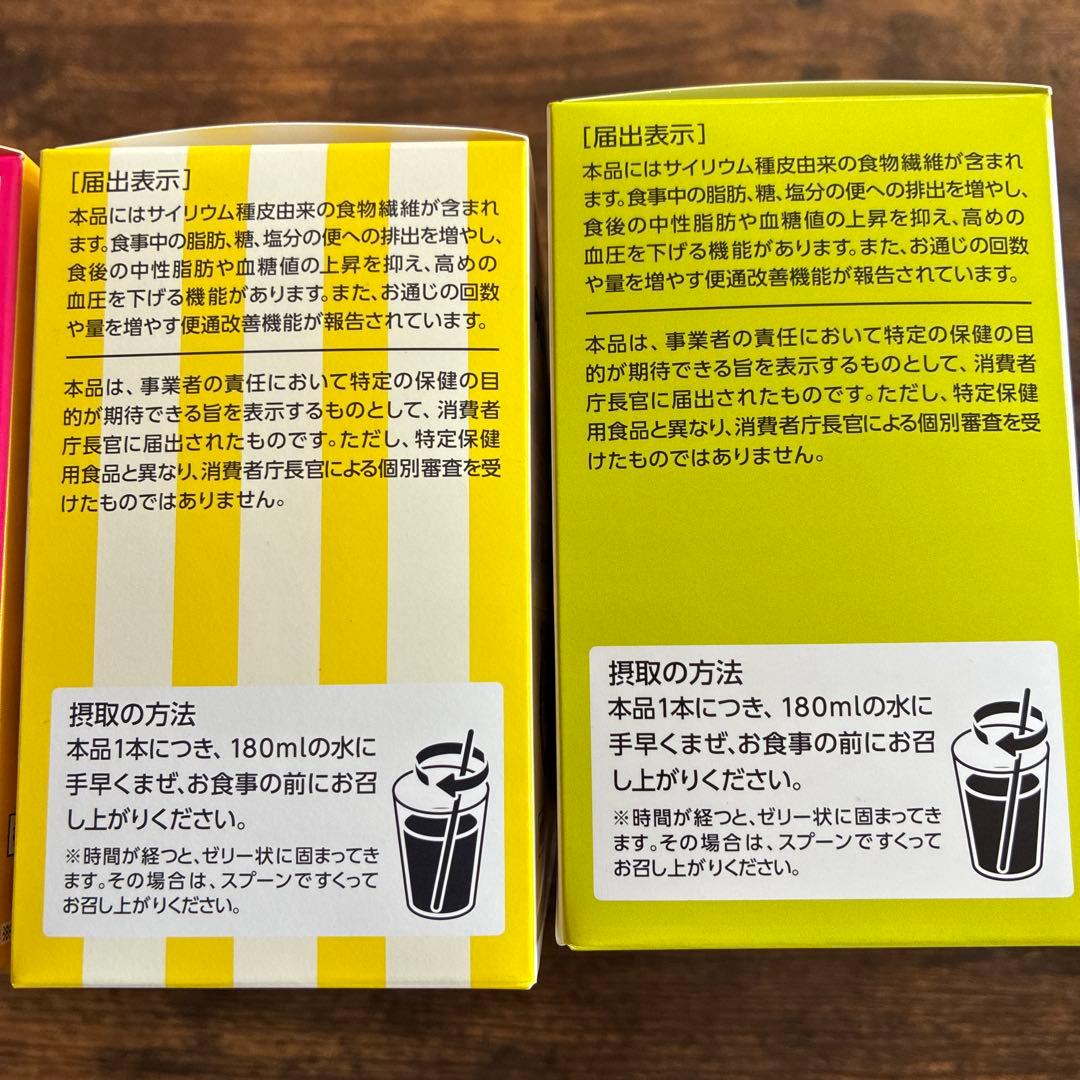 [届出表示]
本品にはサイリウム種皮由来の食物繊維が含まれ
ます。食事中の脂肪、糖、塩分の便への排出を増やし、
食後の中性脂肪や血糖値の上昇を抑え、高めの
血圧を下げる機能があります。また、お通じの回数
や量を増やす便通改善機能が報告されています。
本品は、事業者の責任において特定の保健の目
的が期待できる旨を表示するものとして、消費者
庁長官に届出されたものです。ただし、特定保健
用食品と異なり、消費者庁長官による個別審査を受
けたものではありません。
摂取の方法
本品1本につき、180mlの水に
手早くまぜ、お食事の前にお召
し上がりください。
※時間が経つと、ゼリー状に固まってき
ます。その場合は、スプーンですくって
お召し上がりください。
[届出表示]
本品にはサイリウム種皮由来の食物繊維が含まれ
ます。食事中の脂肪、糖、塩分の便への排出を増やし、
食後の中性脂肪や血糖値の上昇を抑え、高めの
血圧を下げる機能があります。また、お通じの回数
や量を増やす便通改善機能が報告されています。
本品は、事業者の責任において特定の保健の目
的が期待できる旨を表示するものとして、消費者
庁長官に届出されたものです。ただし、特定保健
用食品と異なり、消費者庁長官による個別審査を受
けたものではありません。
摂取の方法
本品1本につき、180mlの水に
手早くまぜ、お食事の前にお召
し上がりください。
※時間が経つと、ゼリー状に固まってき
ます。その場合は、スプーンですくって
お召し上がりください。